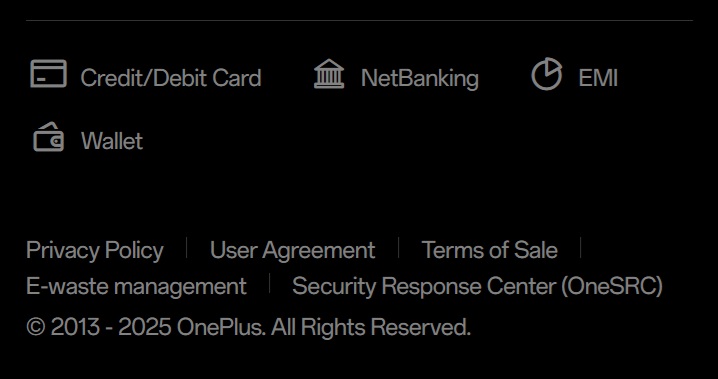 Credit/Debit Card NetBanking EMI
Wallet
Privacy Policy User Agreement Terms of Sale
E-waste management Security Response Center (OneSRC)
© 2013 - 2025 OnePlus. All Rights Reserved.